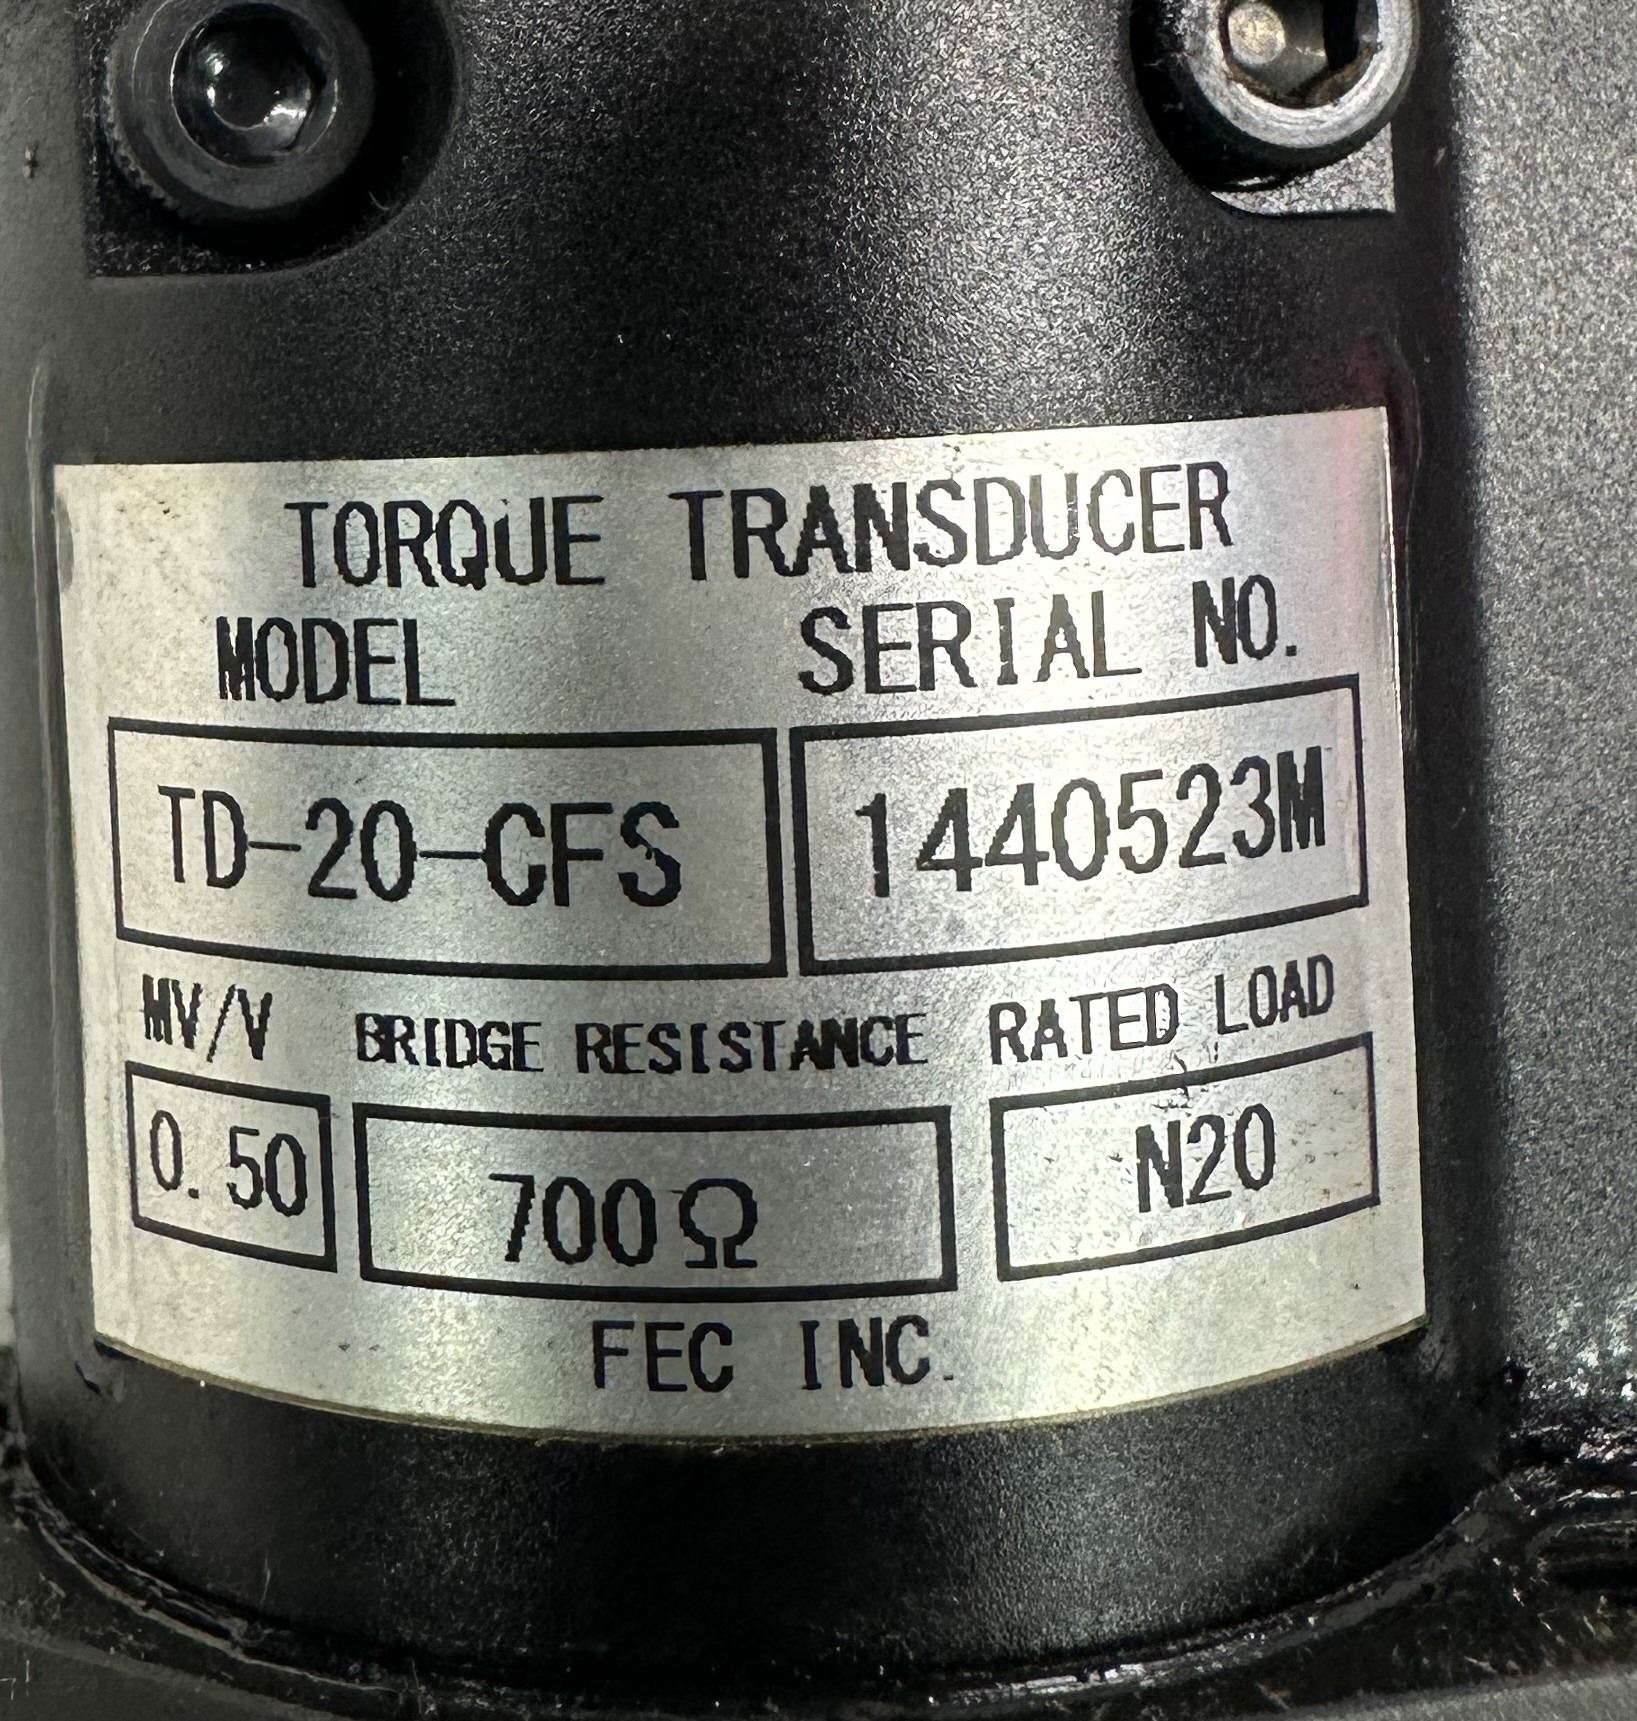 TORQUE TRANSDUCER
MODEL SERIAL NO.
TD-20-CFS 1440523M
MV/V BRIDGE RESISTANCE RATED LOAD
0.50 700Ω N20
FEC INC.